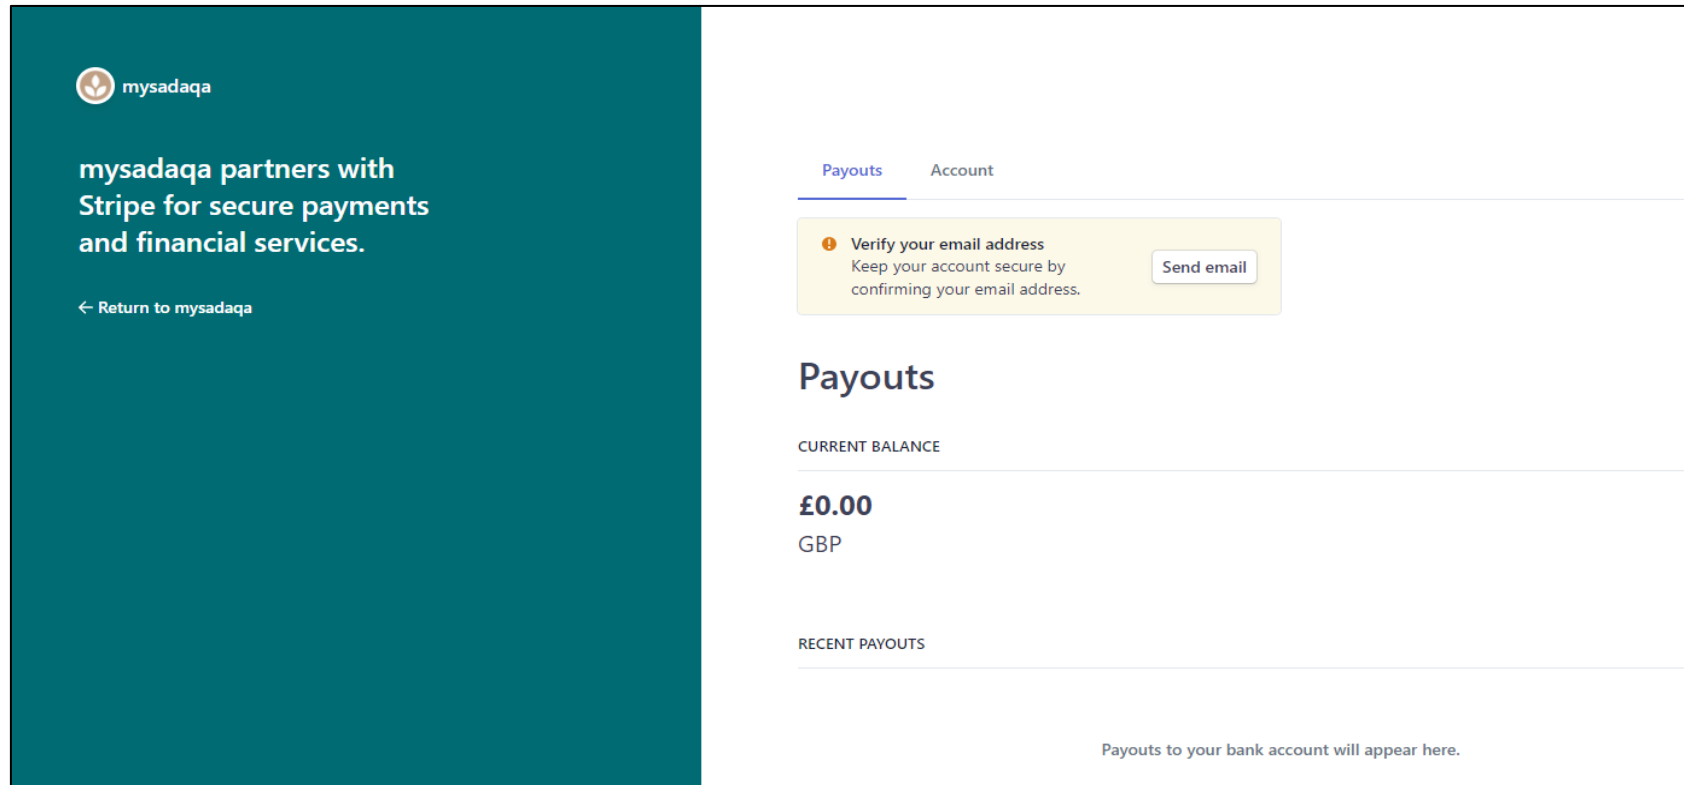 mysadaqa
mysadaqa partners with
Stripe for secure payments
and financial services.
← Return to mysadaqa
Payouts Account
Verify your email address
Keep your account secure by
confirming your email address.
Send email
Payouts
CURRENT BALANCE
£0.00
GBP
RECENT PAYOUTS
Payouts to your bank account will appear here.